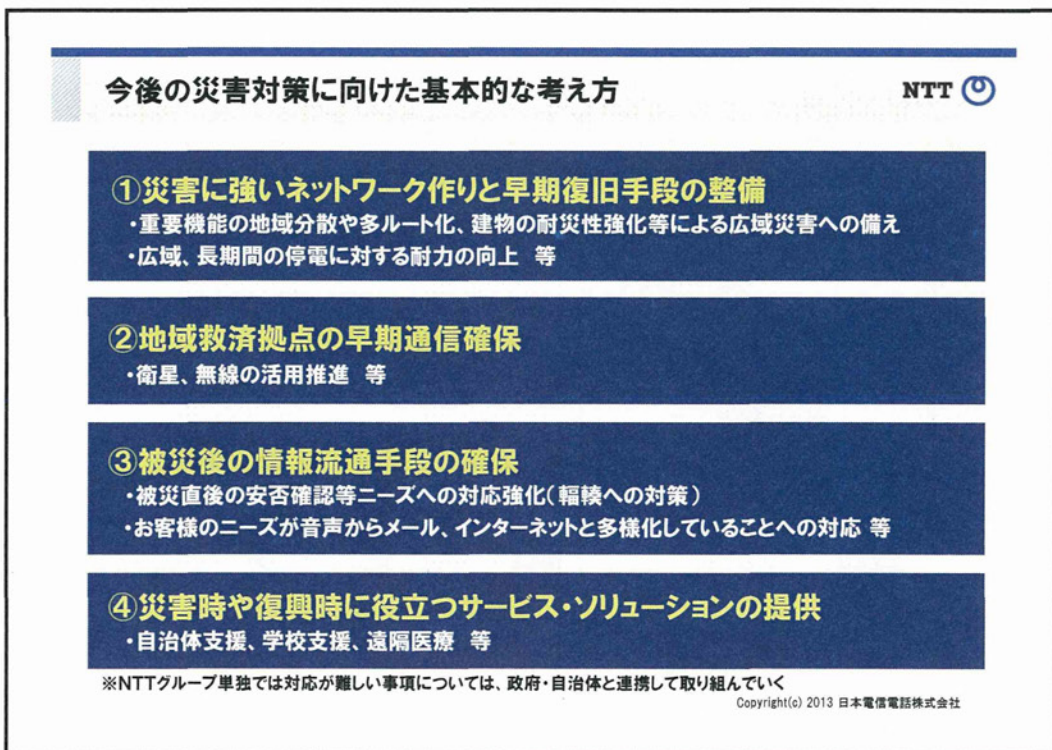 今後の災害対策に向けた基本的な考え方
NTT
①災害に強いネットワーク作りと早期復旧手段の整備
・重要機能の地域分散や多ルート化、建物の耐災性強化等による広域災害への備え
・広域、長期間の停電に対する耐力の向上 等
②地域救済拠点の早期通信確保
・衛星、無線の活用推進 等
③被災後の情報流通手段の確保
・被災直後の安否確認等ニーズへの対応強化（輻輳への対策）
・お客様のニーズが音声からメール、インターネットと多様化していることへの対応 等
④災害時や復興時に役立つサービス・ソリューションの提供
・自治体支援、学校支援、遠隔医療 等
※NTTグループ単独では対応が難しい事項については、政府・自治体と連携して取り組んでいく
Copyright(c) 2013 日本電信電話株式会社